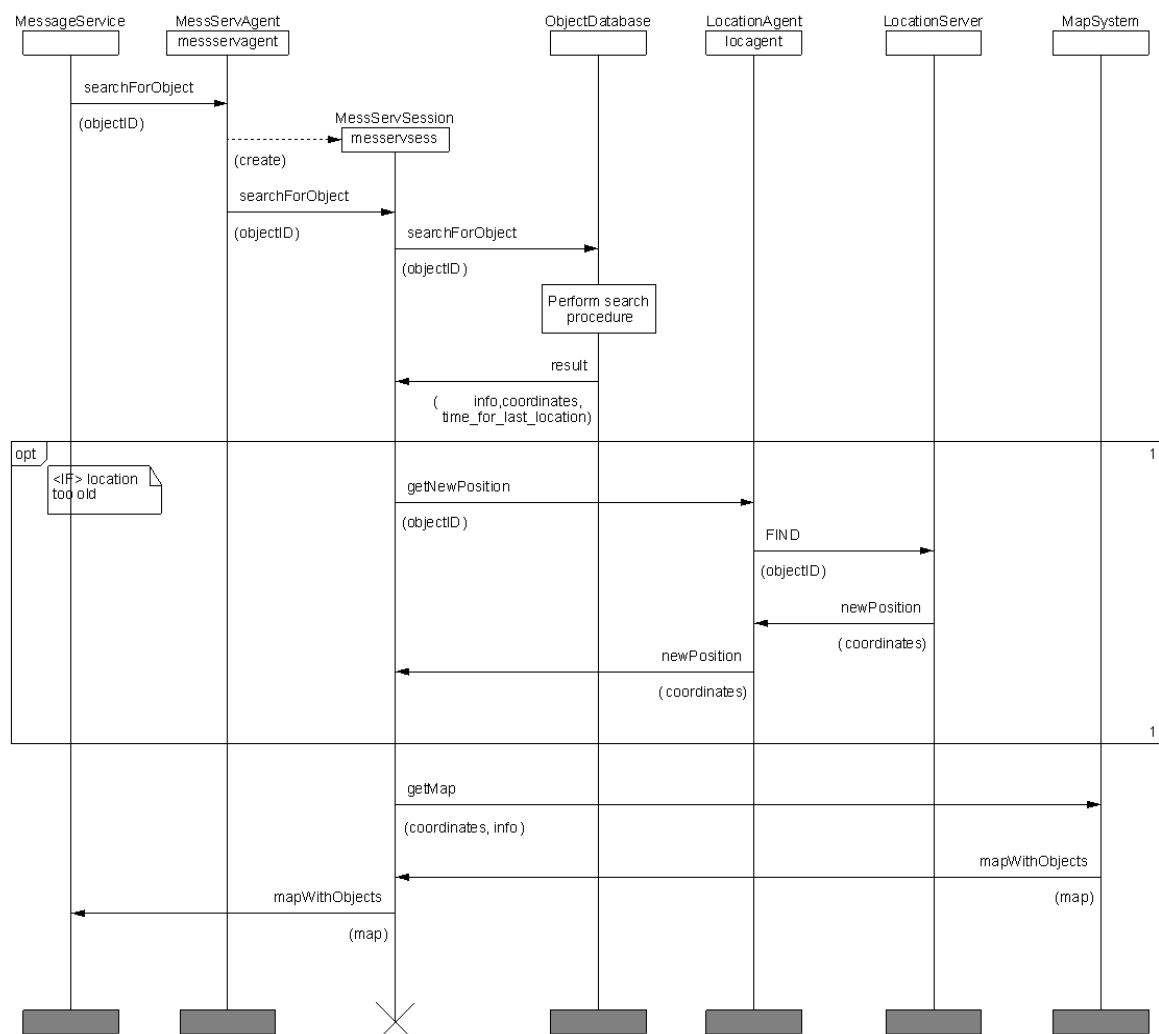 MessageService MessServAgent ObjectDatabase LocationAgent LocationServer MapSystem
messservagent locagent
searchForObject
(objectID)
MessServSession
messervsess
(create)
searchForObject
(objectID)
searchForObject
(objectID)
Perform search
procedure
result
( info,coordinates,
time_for_last_location)
opt 1
<IF> location
too old
getNewPosition
(objectID)
FIND
(objectID)
newPosition
(coordinates)
newPosition
(coordinates)
1
getMap
(coordinates, info)
mapWithObjects
(map)
mapWithObjects
(map)